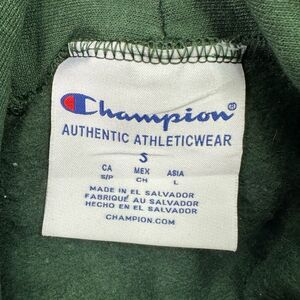 Champion®
AUTHENTIC ATHLETICWEAR
S
CA MEX ASIA
S/P CH L
MADE IN EL SALVADOR
FABRIQUÉ AU SALVADOR
HECHO EN EL SALVADOR
CHAMPION.COM